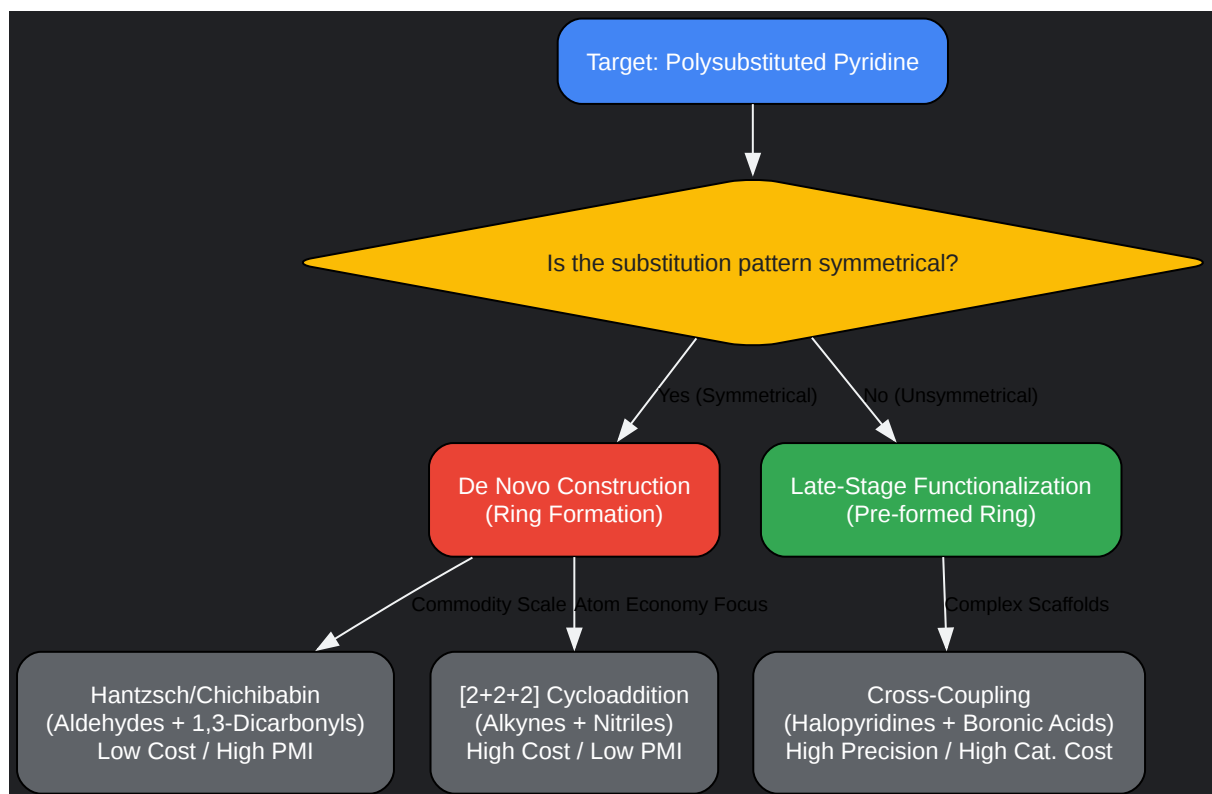 Target: Polysubstituted Pyridine
Is the substitution pattern symmetrical?
Yes (Symmetrical)
No (Unsymmetrical)
De Novo Construction
(Ring Formation)
Late-Stage Functionalization
(Pre-formed Ring)
Commodity Scale
Atom Economy Focus
Complex Scaffolds
Hantzsch/Chichibabin
(Aldehydes + 1,3-Dicarbonyls)
Low Cost / High PMI
[2+2+2] Cycloaddition
(Alkynes + Nitriles)
High Cost / Low PMI
Cross-Coupling
(Halopyridines + Boronic Acids)
High Precision / High Cat. Cost